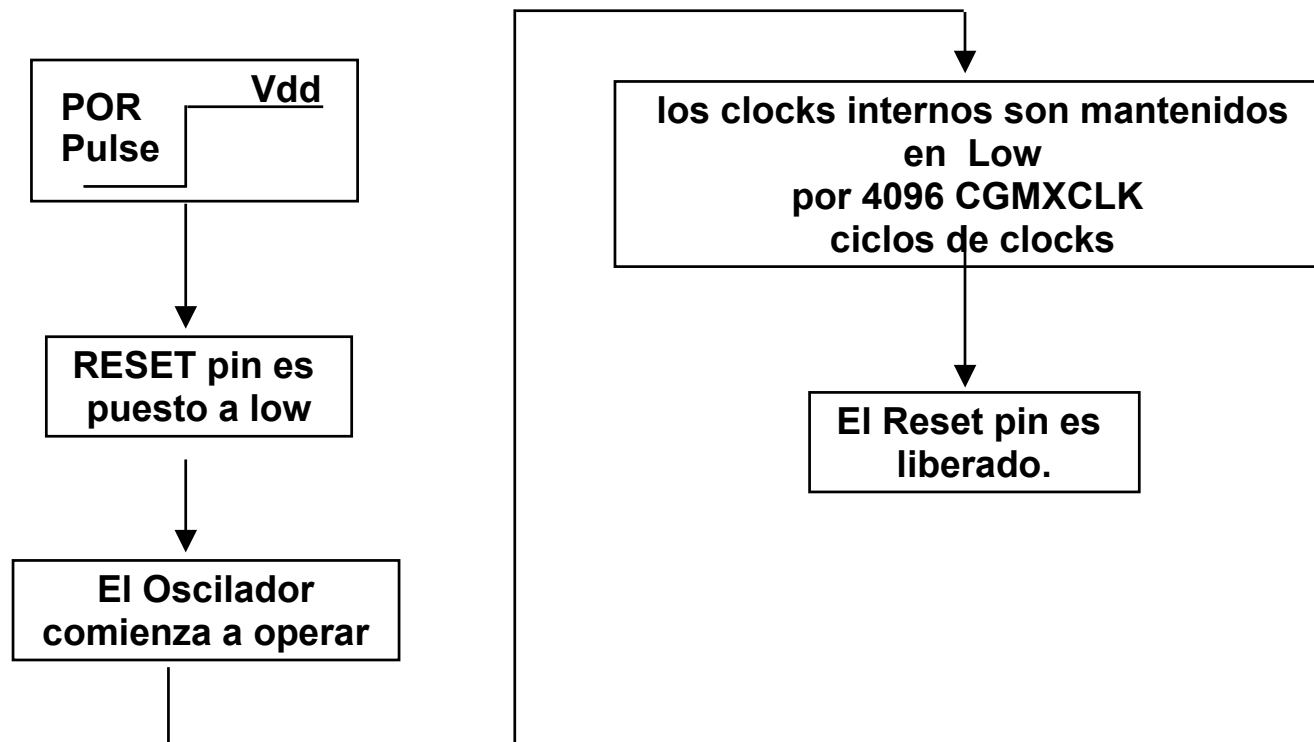 POR
Pulse
Vdd
RESET pin es
puesto a low
El Oscilador
comienza a operar
los clocks internos son mantenidos
en Low
por 4096 CGMXCLK
ciclos de clocks
El Reset pin es
liberado.